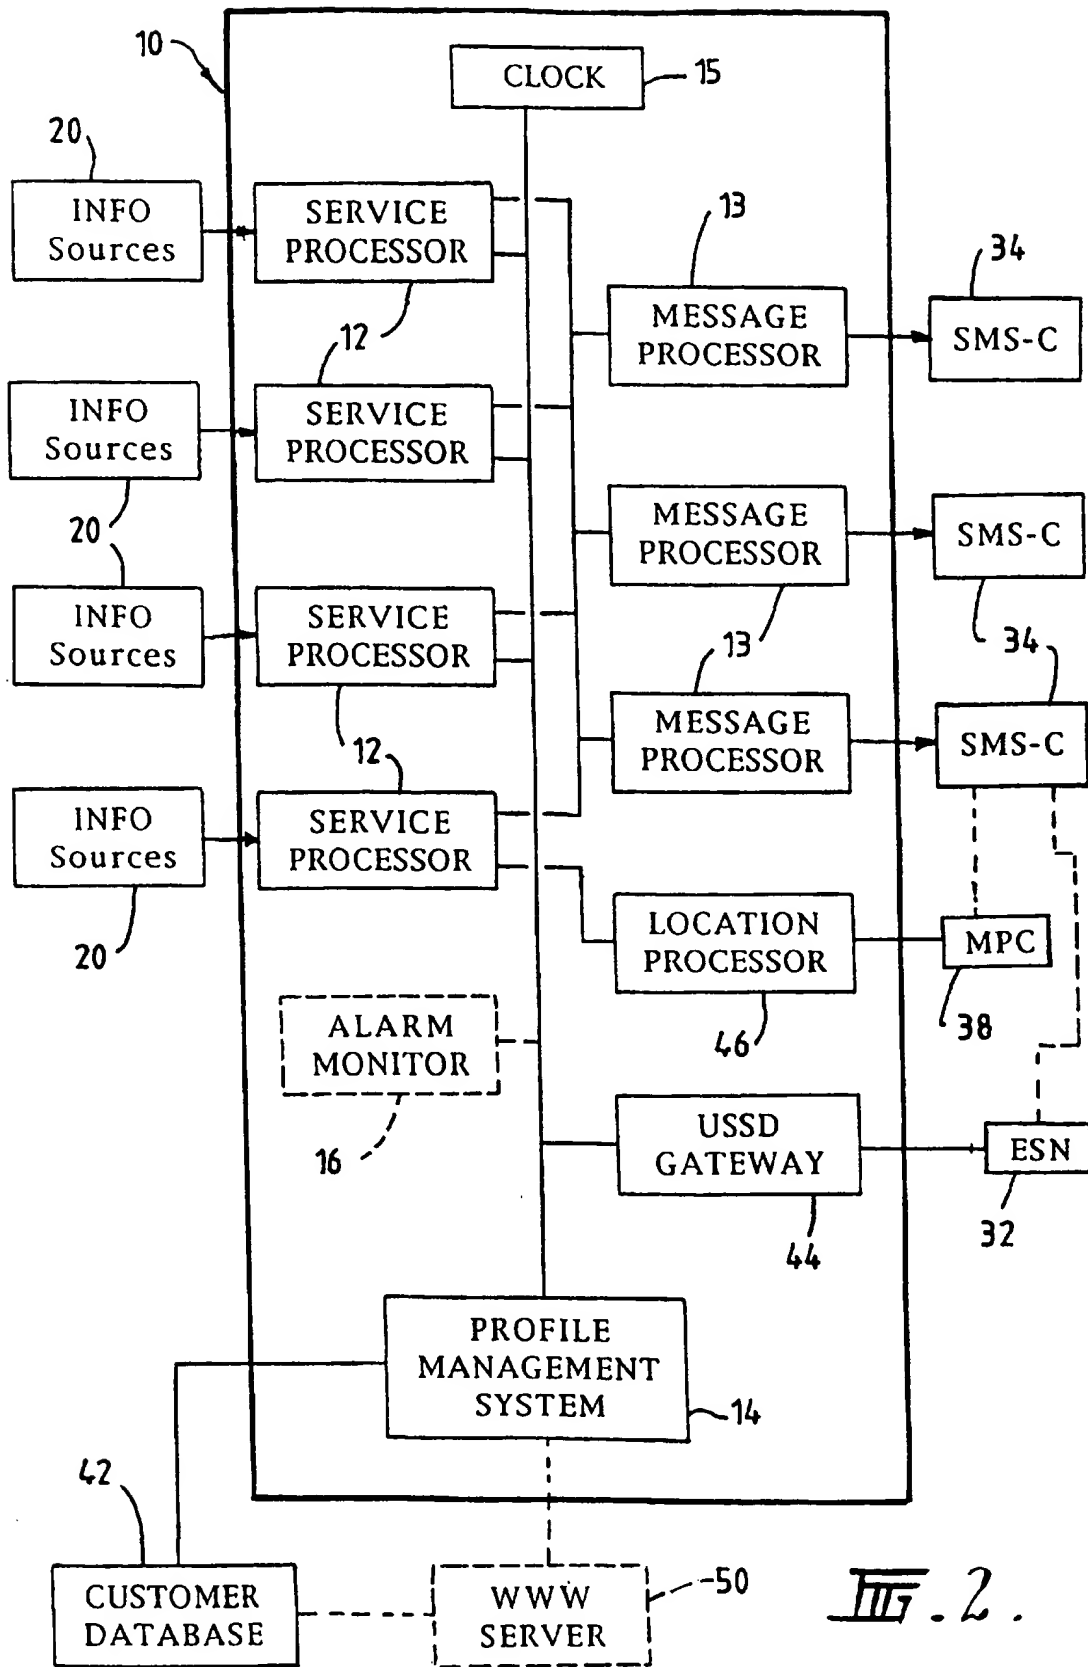 10
CLOCK
15
20
INFO
Sources
SERVICE
PROCESSOR
13
34
MESSAGE
PROCESSOR
SMS-C
12
INFO
Sources
SERVICE
PROCESSOR
20
MESSAGE
PROCESSOR
SMS-C
INFO
Sources
SERVICE
PROCESSOR
13
34
12
MESSAGE
PROCESSOR
SMS-C
INFO
Sources
SERVICE
PROCESSOR
20
LOCATION
PROCESSOR
MPC
46
38
ALARM
MONITOR
16
USSD
GATEWAY
ESN
44
32
PROFILE
MANAGEMENT
SYSTEM
14
42
CUSTOMER
DATABASE
WWW
SERVER
50
FIG. 2.